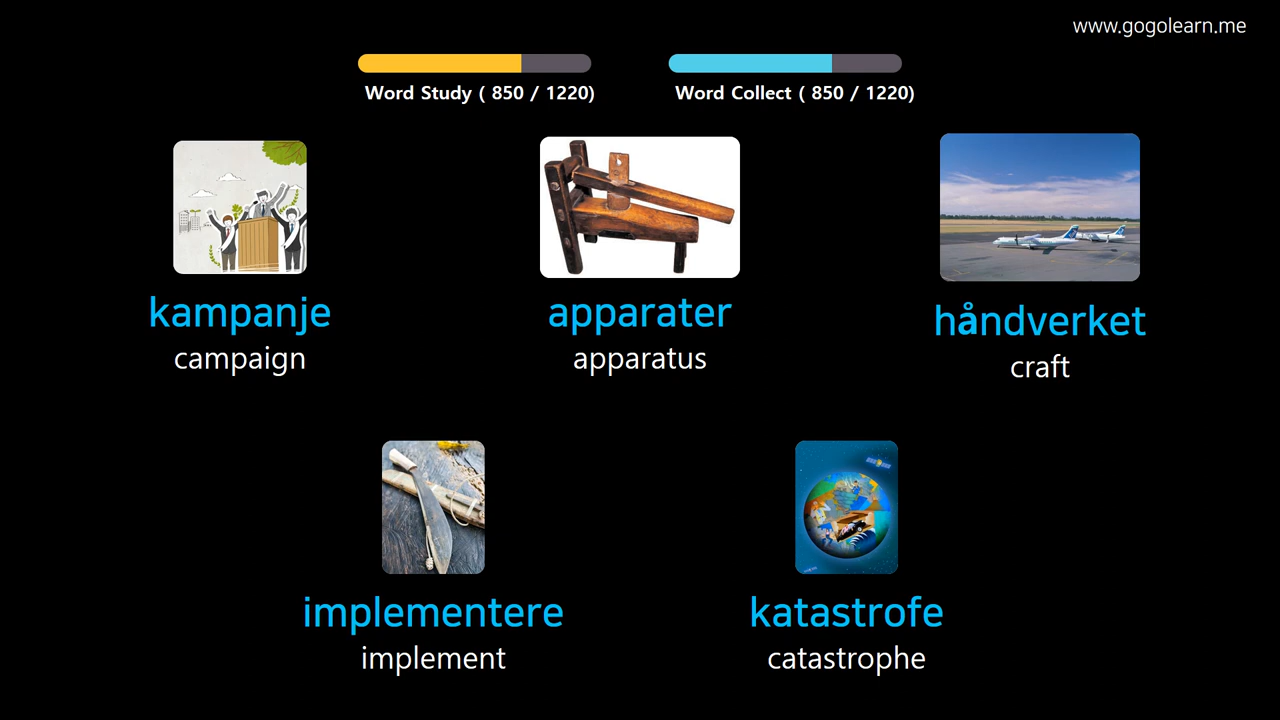 www.gogolearn.me
Word Study ( 850 / 1220)
Word Collect ( 850 / 1220)
kampanje
campaign
apparater
apparatus
håndverket
craft
implementere
implement
katastrofe
catastrophe